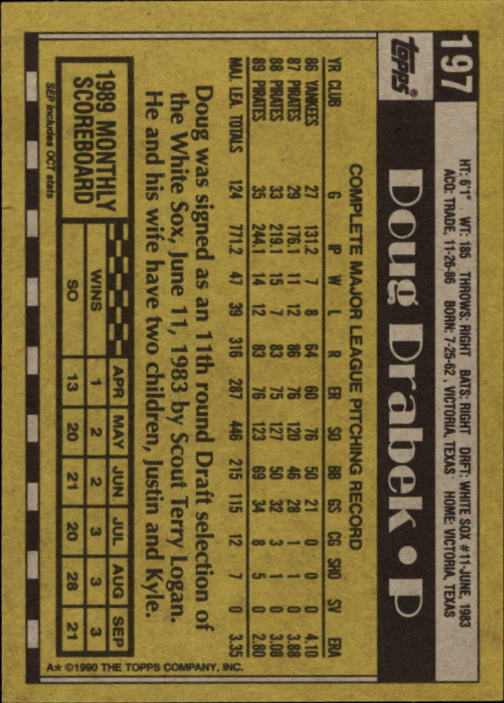 197
HT: 6'1" WT: 185 THROWS: RIGHT BATS: RIGHT DRFT: WHITE SOX #11-JUNE, 1983
ACQ: TRADE, 11-26-86 BORN: 7-25-62, VICTORIA, TEXAS HOME: VICTORIA, TEXAS
TOPPS®
Doug Drabek • P
COMPLETE MAJOR LEAGUE PITCHING RECORD
YR CLUB G IP W L R ER SO BB GS CG SHO SV ERA
86 YANKEES 27 131.2 7 8 64 60 76 50 21 0 0 0 4.10
87 PIRATES 29 176.1 11 12 86 76 120 46 28 1 1 0 3.88
88 PIRATES 33 219.1 15 7 83 75 127 50 32 3 1 0 3.08
89 PIRATES 35 244.1 14 12 83 76 123 69 34 8 5 0 2.80
MAJ. LEA. TOTALS 124 771.2 47 39 316 287 446 215 115 12 7 0 3.35
Doug was signed as an 11th round Draft selection of
the White Sox, June 11, 1983 by Scout Terry Logan.
He and his wife have two children, Justin and Kyle.
1989 MONTHLY
SCOREBOARD
APR MAY JUN JUL AUG SEP
WINS 1 2 2 3 3 3
SO 13 20 21 20 28 21
SEP includes OCT stats
A* ©1990 THE TOPPS COMPANY, INC.